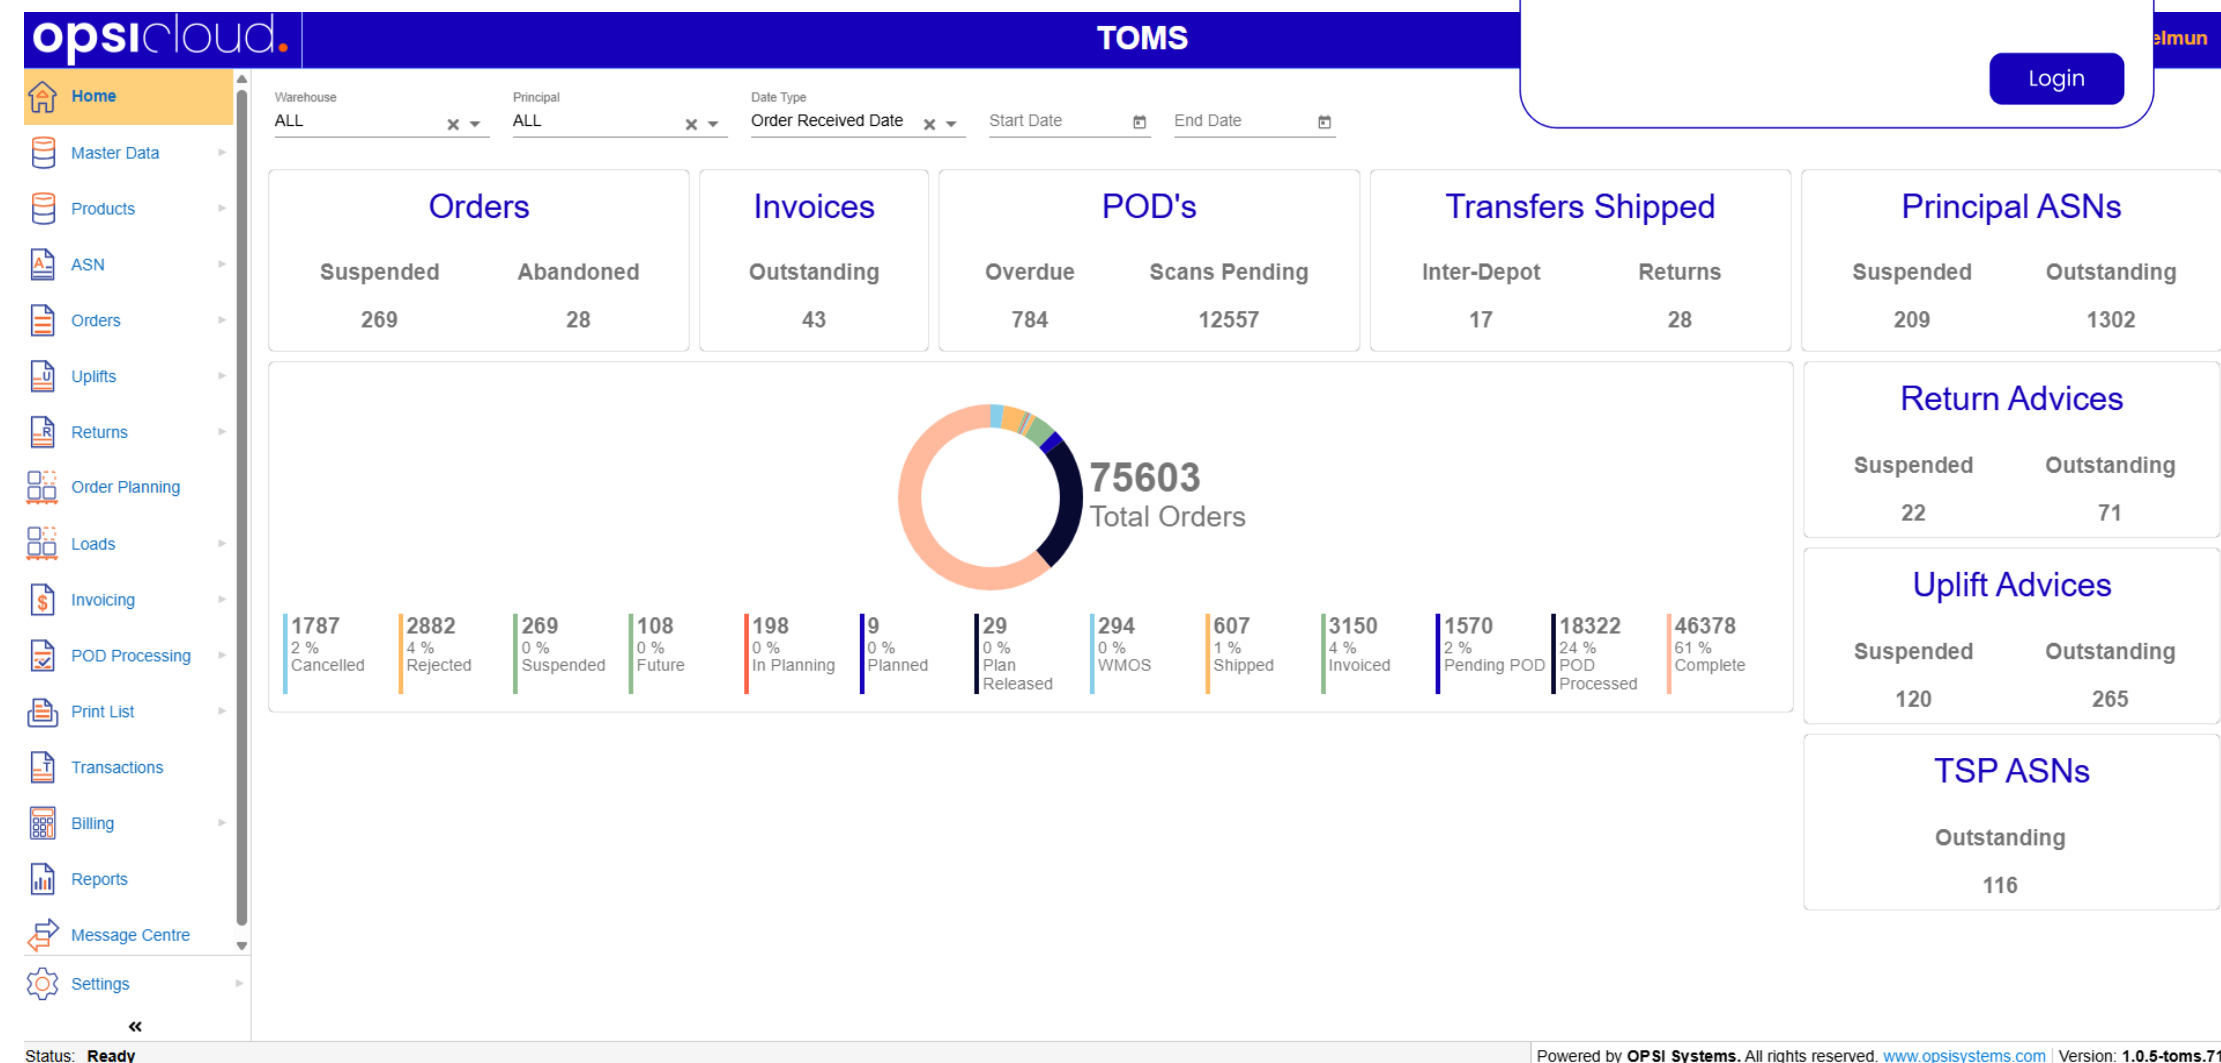 opsicloud.
TOMS
elmun
Login
Home
Master Data
Products
ASN
Orders
Uplifts
Returns
Order Planning
Loads
Invoicing
POD Processing
Print List
Transactions
Billing
Reports
Message Centre
Settings
«
Warehouse
ALL
Principal
ALL
Date Type
Order Received Date
Start Date
End Date
Orders
Suspended Abandoned
269 28
Invoices
Outstanding
43
POD's
Overdue Scans Pending
784 12557
Transfers Shipped
Inter-Depot Returns
17 28
Principal ASNs
Suspended Outstanding
209 1302
75603
Total Orders
1787
2 %
Cancelled
2882
4 %
Rejected
269
0 %
Suspended
108
0 %
Future
198
0 %
In Planning
9
0 %
Planned
29
0 %
Plan
Released
294
0 %
WMOS
607
1 %
Shipped
3150
4 %
Invoiced
1570
2 %
Pending POD
18322
24 %
POD
Processed
46378
61 %
Complete
Return Advices
Suspended Outstanding
22 71
Uplift Advices
Suspended Outstanding
120 265
TSP ASNs
Outstanding
116
Status: Ready
Powered by OPSI Systems. All rights reserved. www.opsisystems.com Version: 1.0.5-toms.71